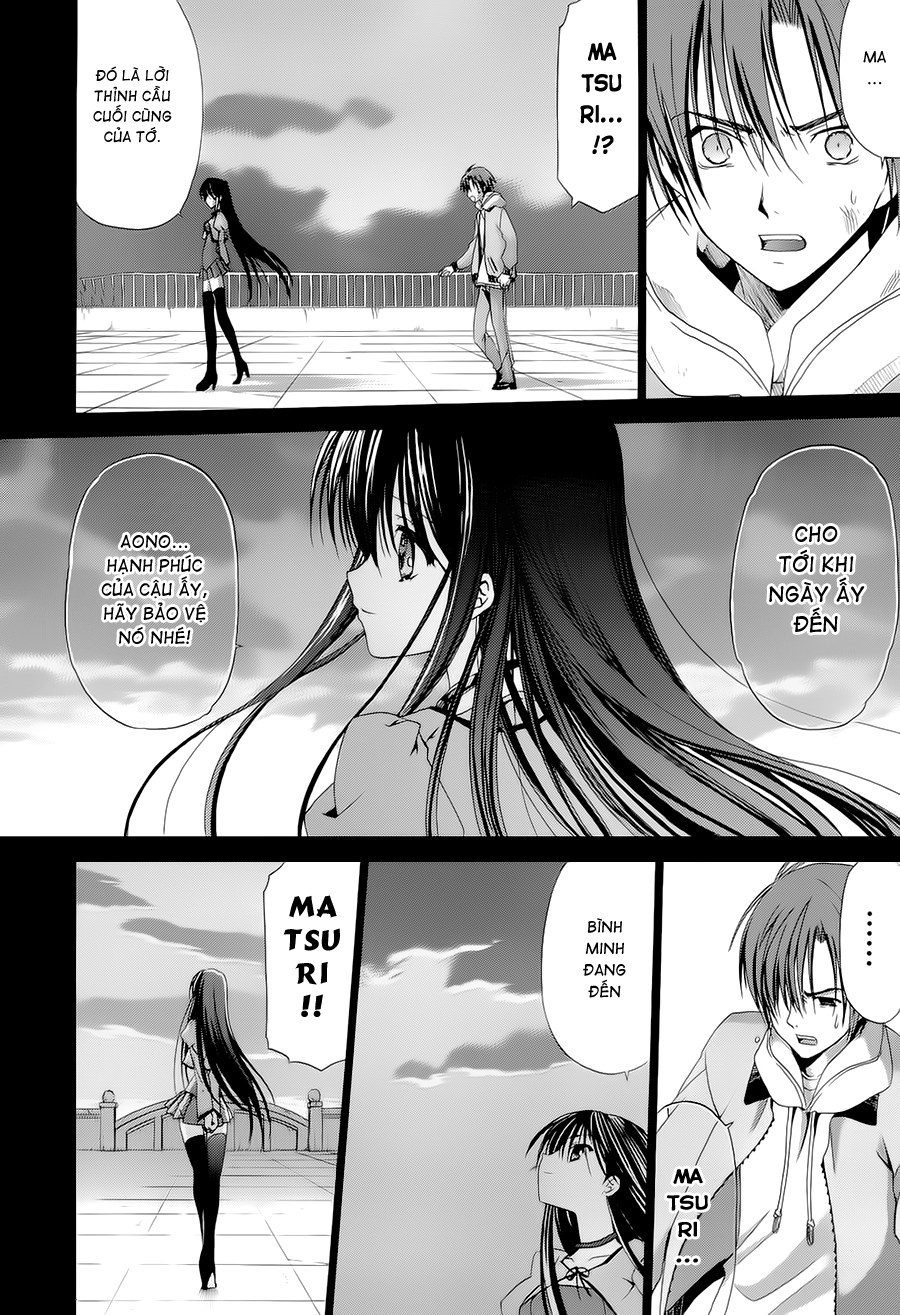 MA
...
MA
TSU
RI...
!?
ĐÓ LÀ LỜI
THỈNH CẦU
CUỐI CÙNG
CỦA TỚ.
CHO
TỚI KHI
NGÀY ẤY
ĐẾN
AONO...
HẠNH PHÚC
CỦA CẬU ẤY,
HÃY BẢO VỆ
NÓ NHÉ!
......
MA
TSU
RI
...
BÌNH
MINH
ĐANG
ĐẾN
MA
TSU
RI
!!